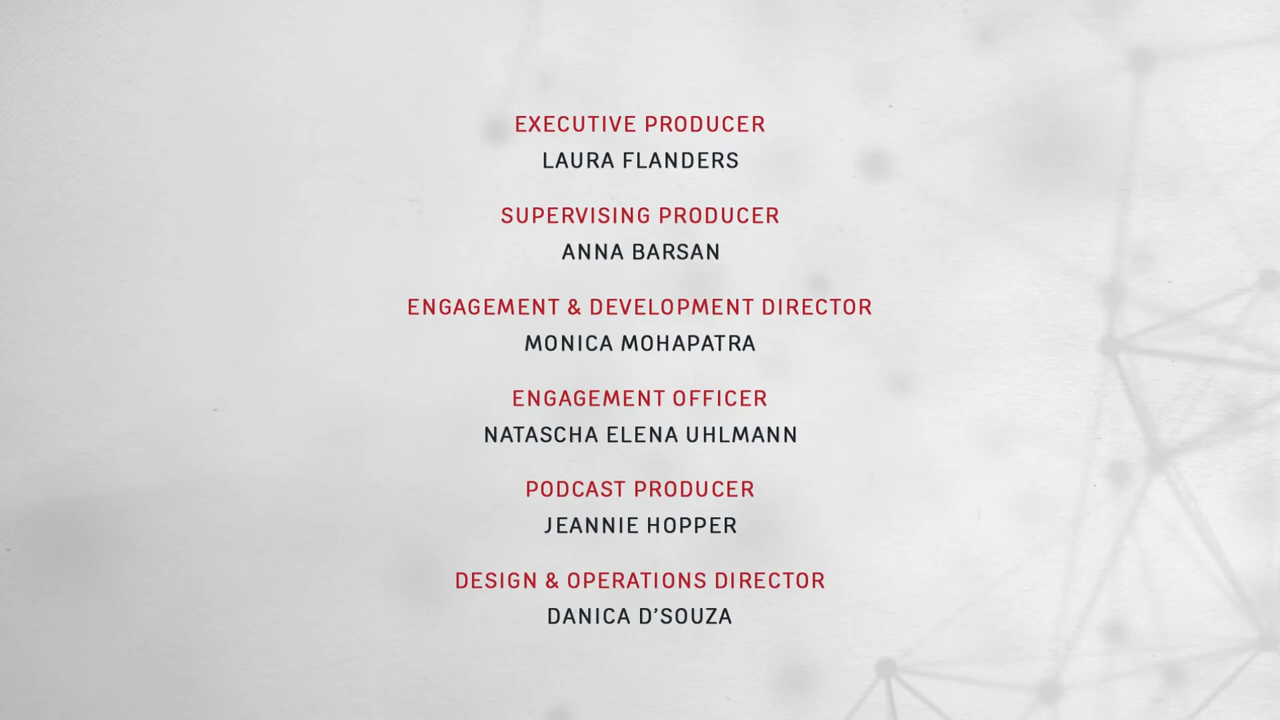 EXECUTIVE PRODUCER
LAURA FLANDERS
SUPERVISING PRODUCER
ANNA BARSAN
ENGAGEMENT & DEVELOPMENT DIRECTOR
MONICA MOHAPATRA
ENGAGEMENT OFFICER
NATASCHA ELENA UHLMANN
PODCAST PRODUCER
JEANNIE HOPPER
DESIGN & OPERATIONS DIRECTOR
DANICA D’SOUZA